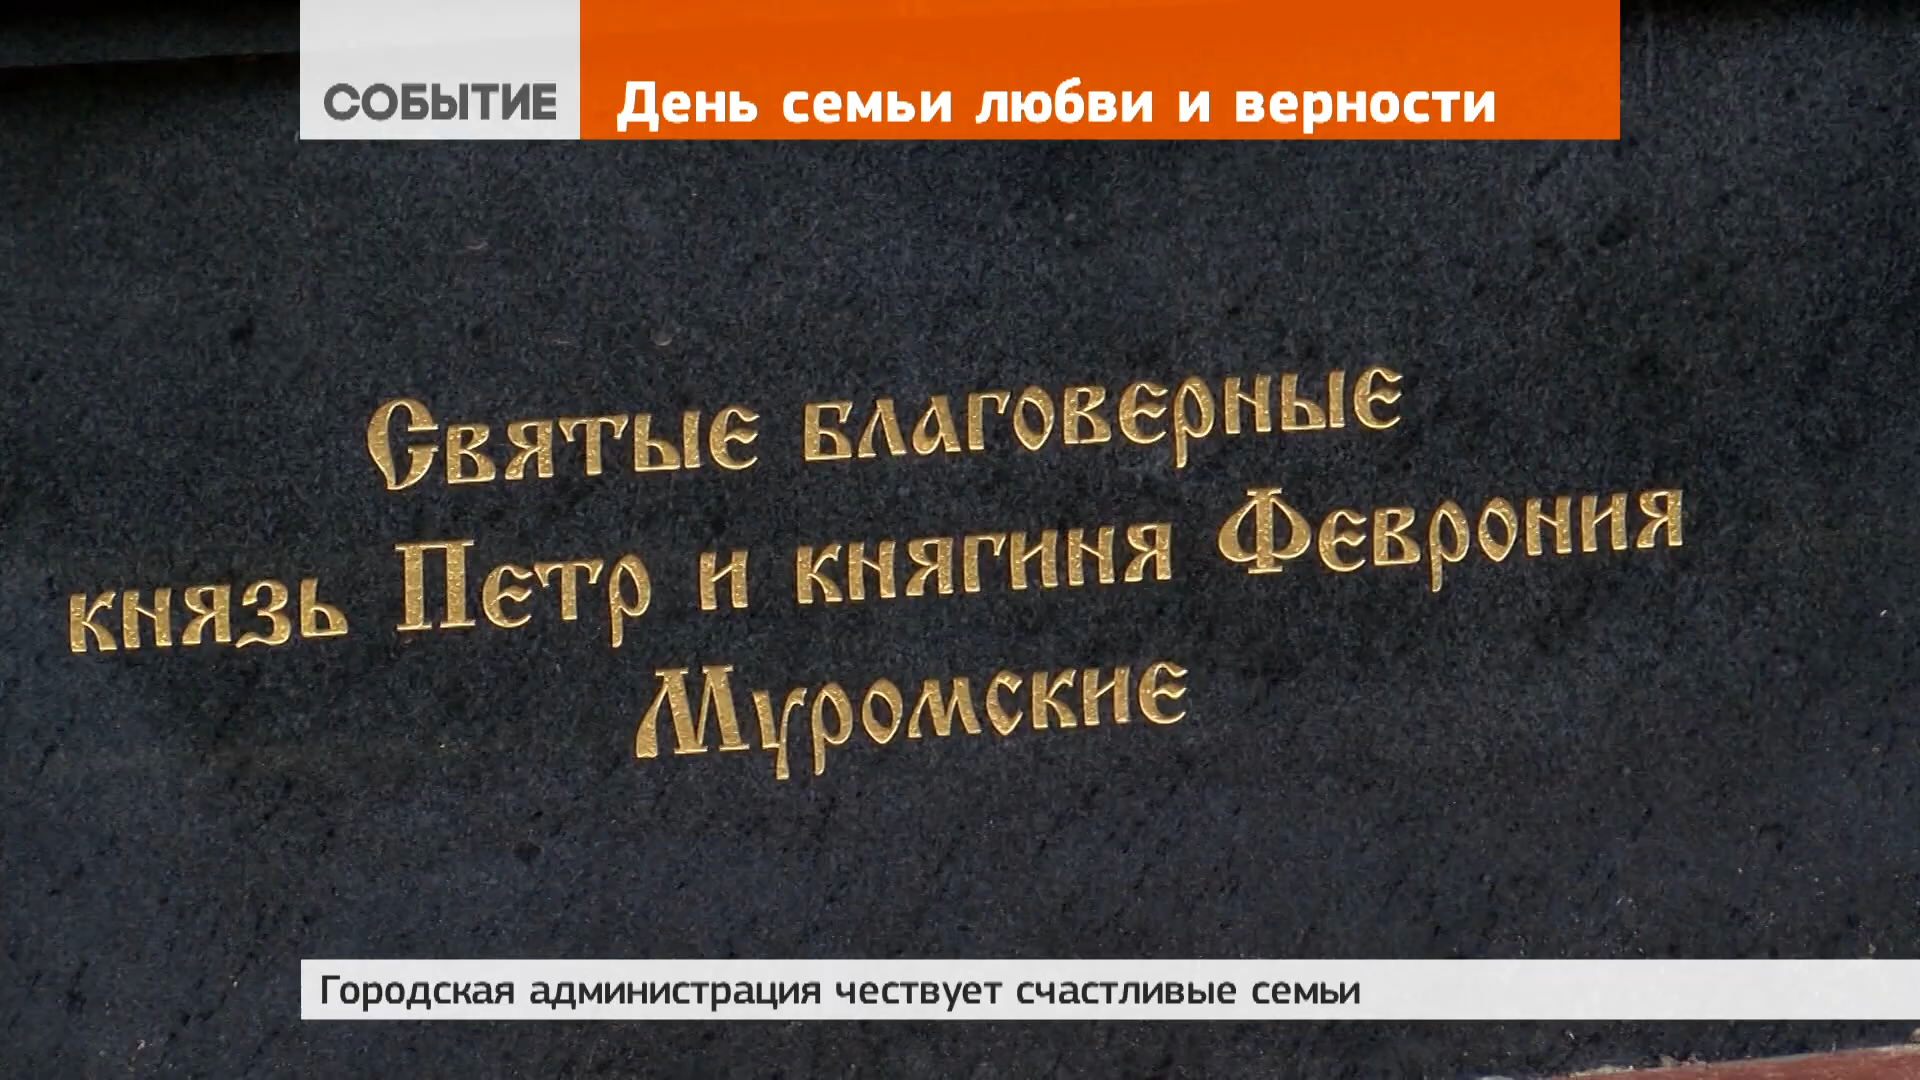 СОБЫТИЕ
День семьи любви и верности
Святые благоверные
князь Петр и княгиня Феврония
Муромские
Городская администрация чествует счастливые семьи